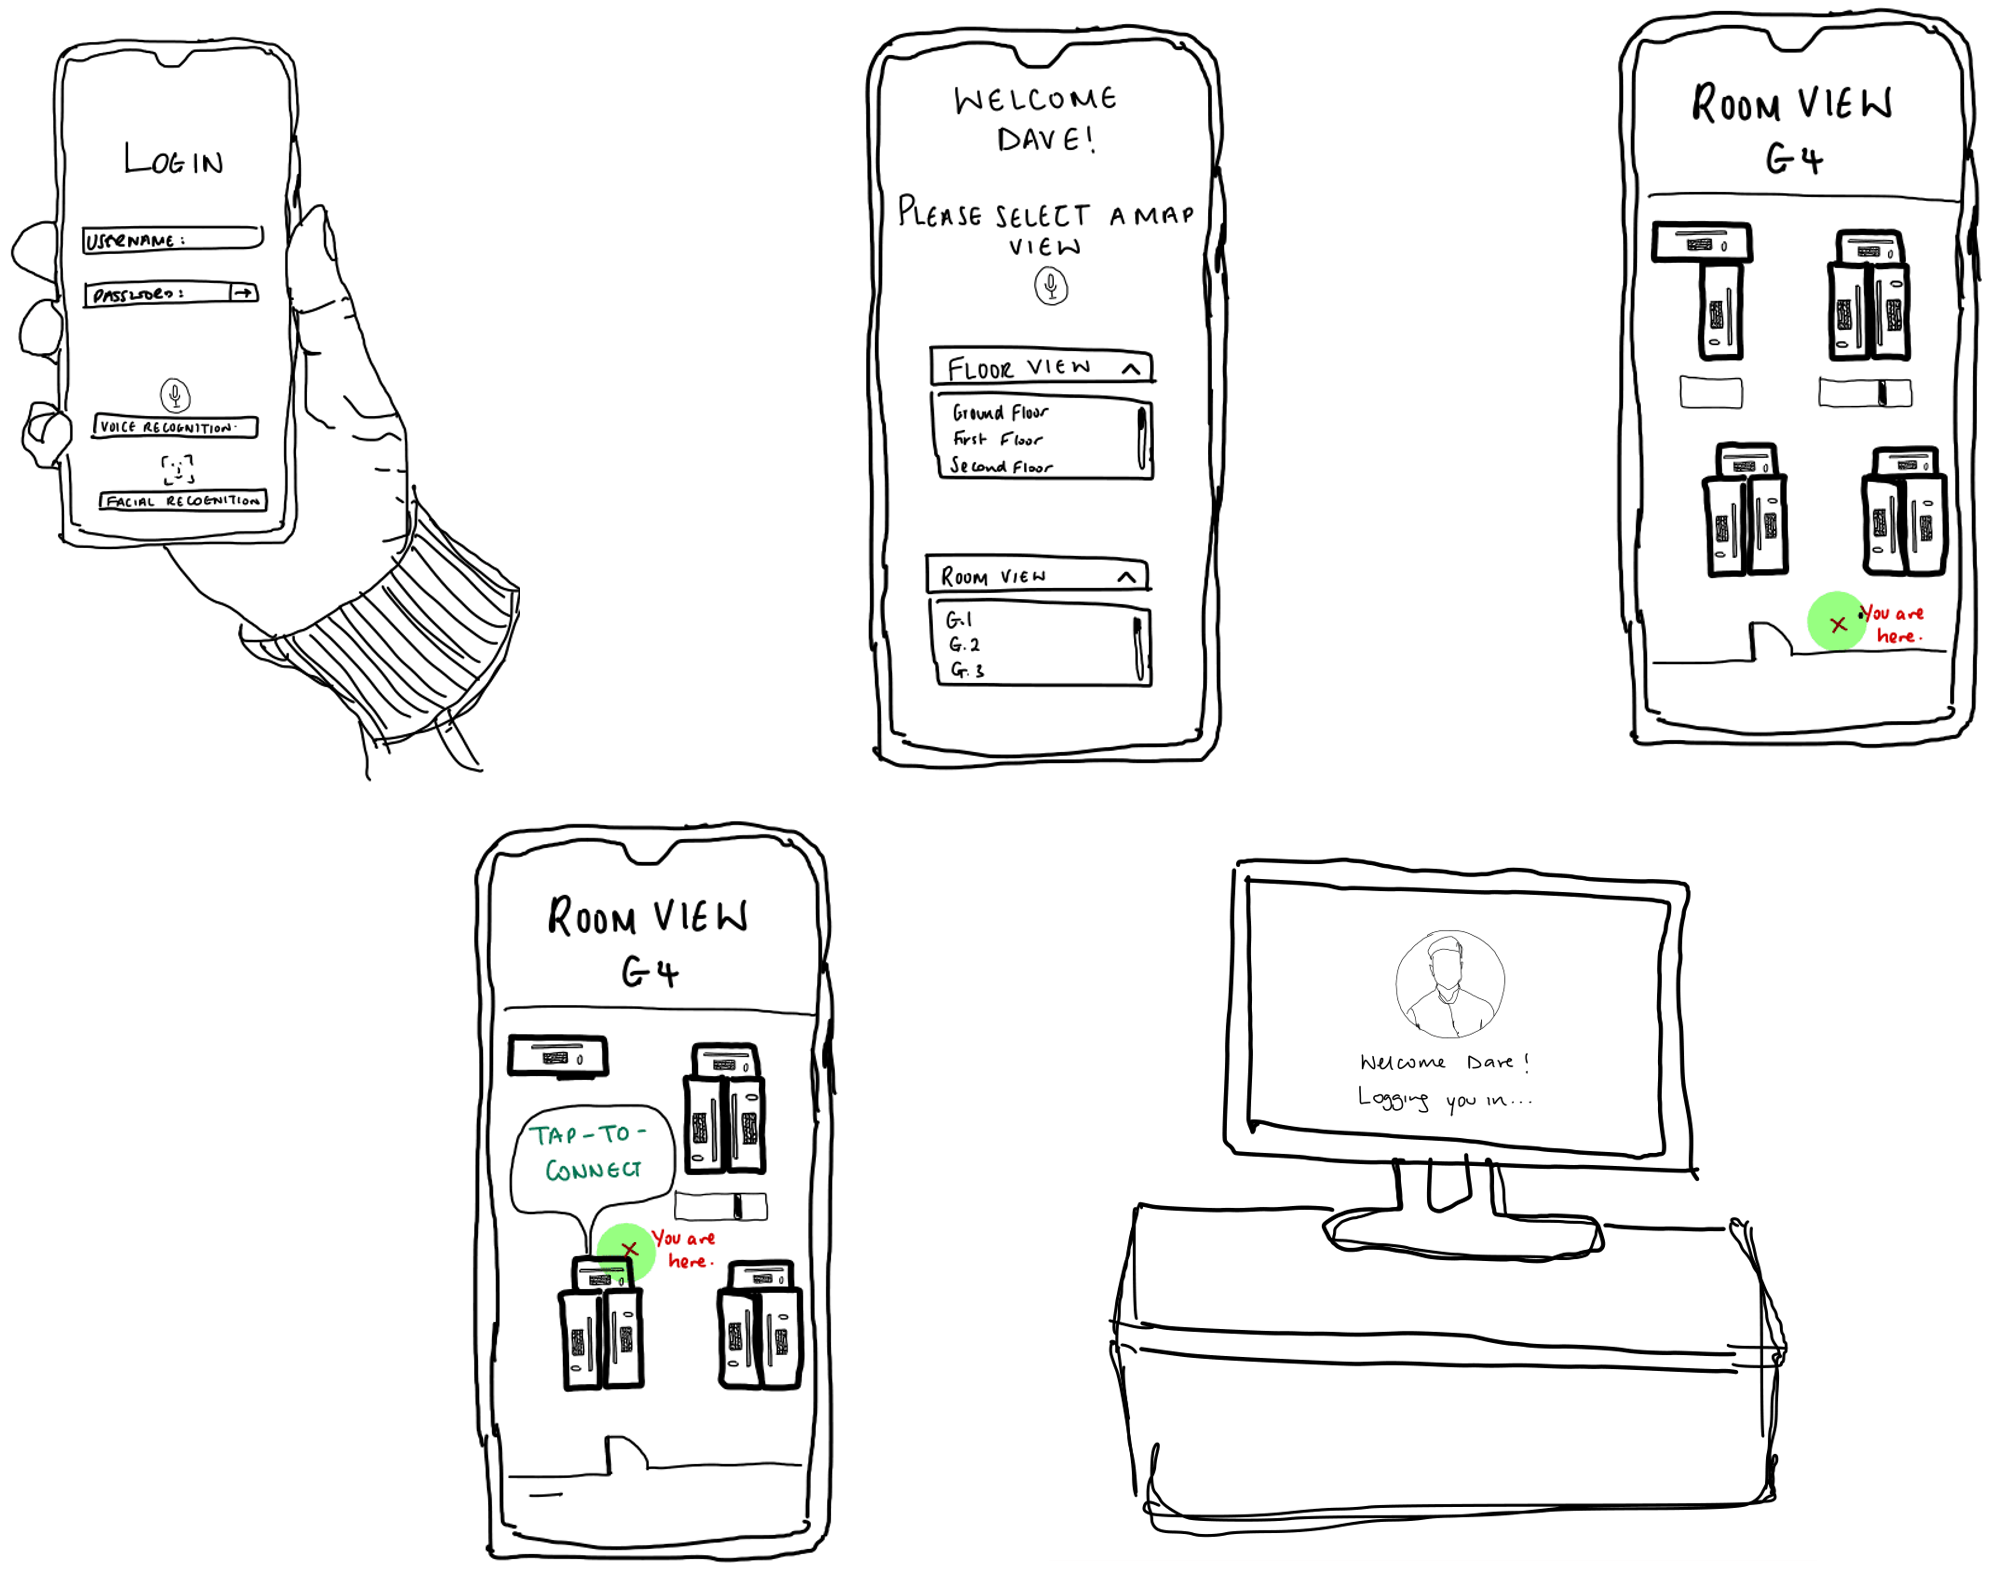 LOGIN
USERNAME:
PASSWORD:
VOICE RECOGNITION.
FACIAL RECOGNITION
WELCOME
DAVE!
PLEASE SELECT A MAP
VIEW
FLOOR VIEW
Ground Floor
First Floor
Second Floor
ROOM VIEW
G.1
G.2
G.3
ROOM VIEW
G4
You are
here.
ROOM VIEW
G4
TAP-TO-
CONNECT
You are
here.
Welcome Dave!
Logging you in...